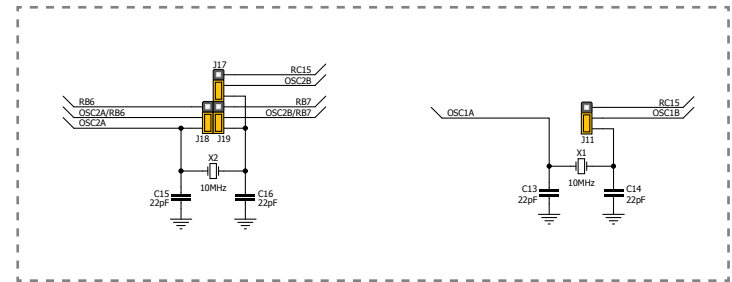 J17
RC15
OSC2B
RB6
RB7
OSC2A/RB6
OSC2B/RB7
OSC2A
J18
J19
X2
10MHz
C15
22pF
C16
22pF
RC15
OSC1A
OSC1B
J11
X1
10MHz
C13
22pF
C14
22pF